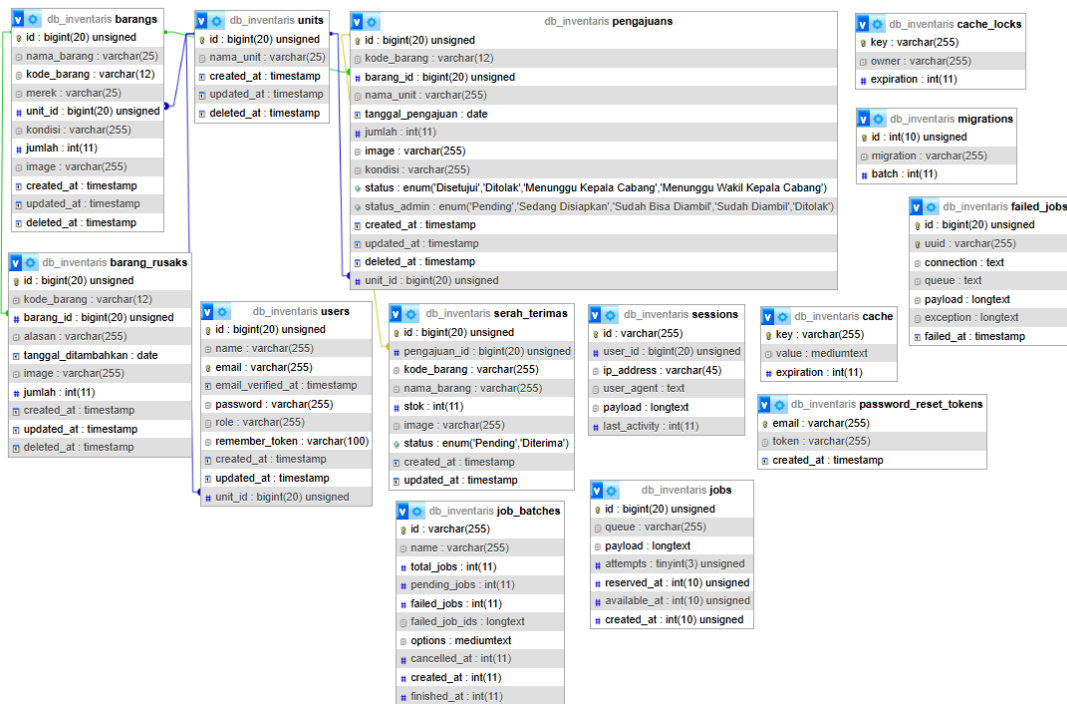 db_inventaris barangs
id : bigint(20) unsigned
nama_barang : varchar(25)
kode_barang : varchar(12)
merek : varchar(25)
unit_id : bigint(20) unsigned
kondisi : varchar(255)
jumlah : int(11)
image : varchar(255)
created_at : timestamp
updated_at : timestamp
deleted_at : timestamp
db_inventaris units
id : bigint(20) unsigned
nama_unit : varchar(25)
created_at : timestamp
updated_at : timestamp
deleted_at : timestamp
db_inventaris pengajuans
id : bigint(20) unsigned
kode_barang : varchar(12)
barang_id : bigint(20) unsigned
nama_unit : varchar(255)
tanggal_pengajuan : date
jumlah : int(11)
image : varchar(255)
kondisi : varchar(255)
status : enum('Disetujui','Ditolak','Menunggu Kepala Cabang','Menunggu Wakil Kepala Cabang')
status_admin : enum('Pending','Sedang Disiapkan','Sudah Bisa Diambil','Sudah Diambil','Ditolak')
created_at : timestamp
updated_at : timestamp
deleted_at : timestamp
unit_id : bigint(20) unsigned
db_inventaris cache_locks
key : varchar(255)
owner : varchar(255)
expiration : int(11)
db_inventaris migrations
id : int(10) unsigned
migration : varchar(255)
batch : int(11)
db_inventaris failed_jobs
id : bigint(20) unsigned
uuid : varchar(255)
connection : text
queue : text
payload : longtext
exception : longtext
failed_at : timestamp
db_inventaris barang_rusaks
id : bigint(20) unsigned
kode_barang : varchar(12)
barang_id : bigint(20) unsigned
alasan : varchar(255)
tanggal_ditambahkan : date
image : varchar(255)
jumlah : int(11)
created_at : timestamp
updated_at : timestamp
deleted_at : timestamp
db_inventaris users
id : bigint(20) unsigned
name : varchar(255)
email : varchar(255)
email_verified_at : timestamp
password : varchar(255)
role : varchar(255)
remember_token : varchar(100)
created_at : timestamp
updated_at : timestamp
unit_id : bigint(20) unsigned
db_inventaris serah_terimas
id : bigint(20) unsigned
pengajuan_id : bigint(20) unsigned
kode_barang : varchar(255)
nama_barang : varchar(255)
stok : int(11)
image : varchar(255)
status : enum('Pending','Diterima')
created_at : timestamp
updated_at : timestamp
db_inventaris sessions
id : varchar(255)
user_id : bigint(20) unsigned
ip_address : varchar(45)
user_agent : text
payload : longtext
last_activity : int(11)
db_inventaris cache
key : varchar(255)
value : mediumtext
expiration : int(11)
db_inventaris password_reset_tokens
email : varchar(255)
token : varchar(255)
created_at : timestamp
db_inventaris job_batches
id : varchar(255)
name : varchar(255)
total_jobs : int(11)
pending_jobs : int(11)
failed_jobs : int(11)
failed_job_ids : longtext
options : mediumtext
cancelled_at : int(11)
created_at : int(11)
finished_at : int(11)
db_inventaris jobs
id : bigint(20) unsigned
queue : varchar(255)
payload : longtext
attempts : tinyint(3) unsigned
reserved_at : int(10) unsigned
available_at : int(10) unsigned
created_at : int(10) unsigned